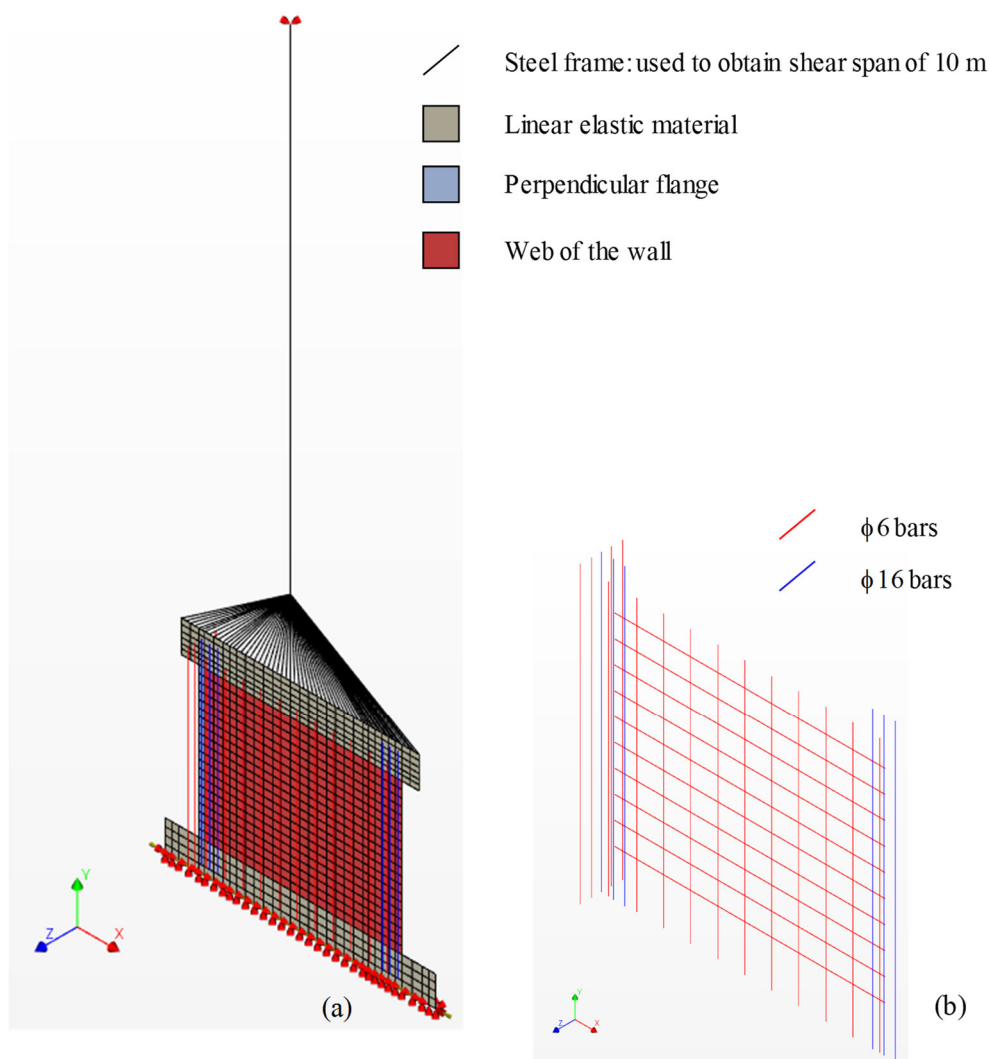 Steel frame: used to obtain shear span of 10 m
Linear elastic material
Perpendicular flange
Web of the wall
ϕ6 bars
ϕ16 bars
Y
Z
X
(a)
Y
Z
X
(b)